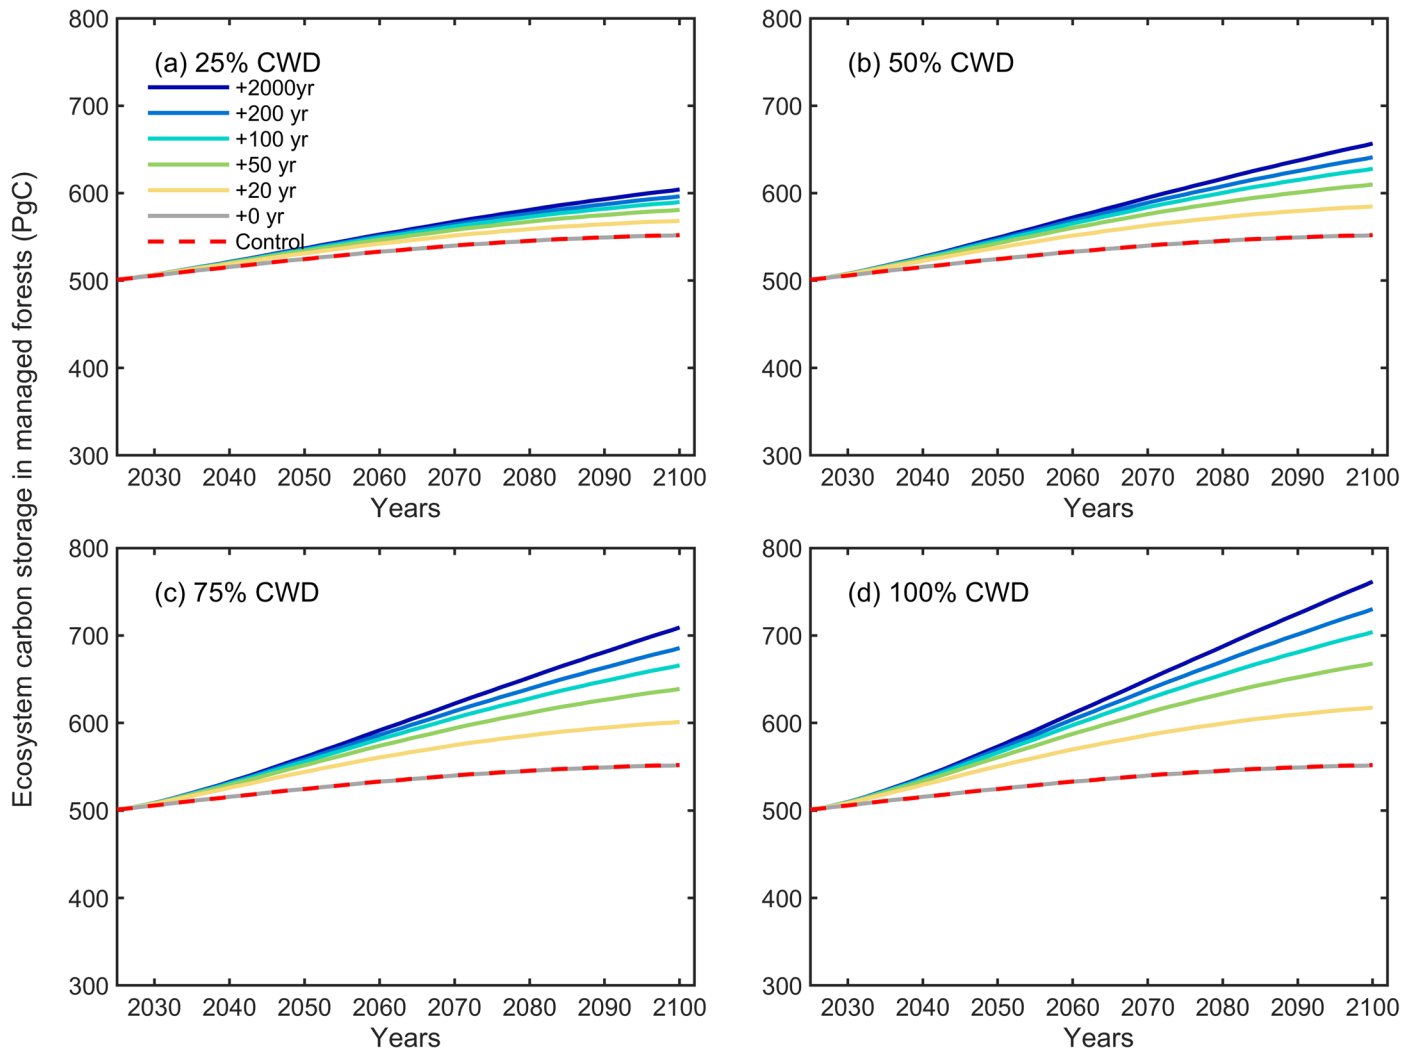 Ecosystem carbon storage in managed forests (PgC)
(a) 25% CWD
+2000yr
+200 yr
+100 yr
+50 yr
+20 yr
+0 yr
Control
800
700
600
500
400
300
2030 2040 2050 2060 2070 2080 2090 2100
Years
(b) 50% CWD
800
700
600
500
400
300
2030 2040 2050 2060 2070 2080 2090 2100
Years
(c) 75% CWD
800
700
600
500
400
300
2030 2040 2050 2060 2070 2080 2090 2100
Years
(d) 100% CWD
800
700
600
500
400
300
2030 2040 2050 2060 2070 2080 2090 2100
Years